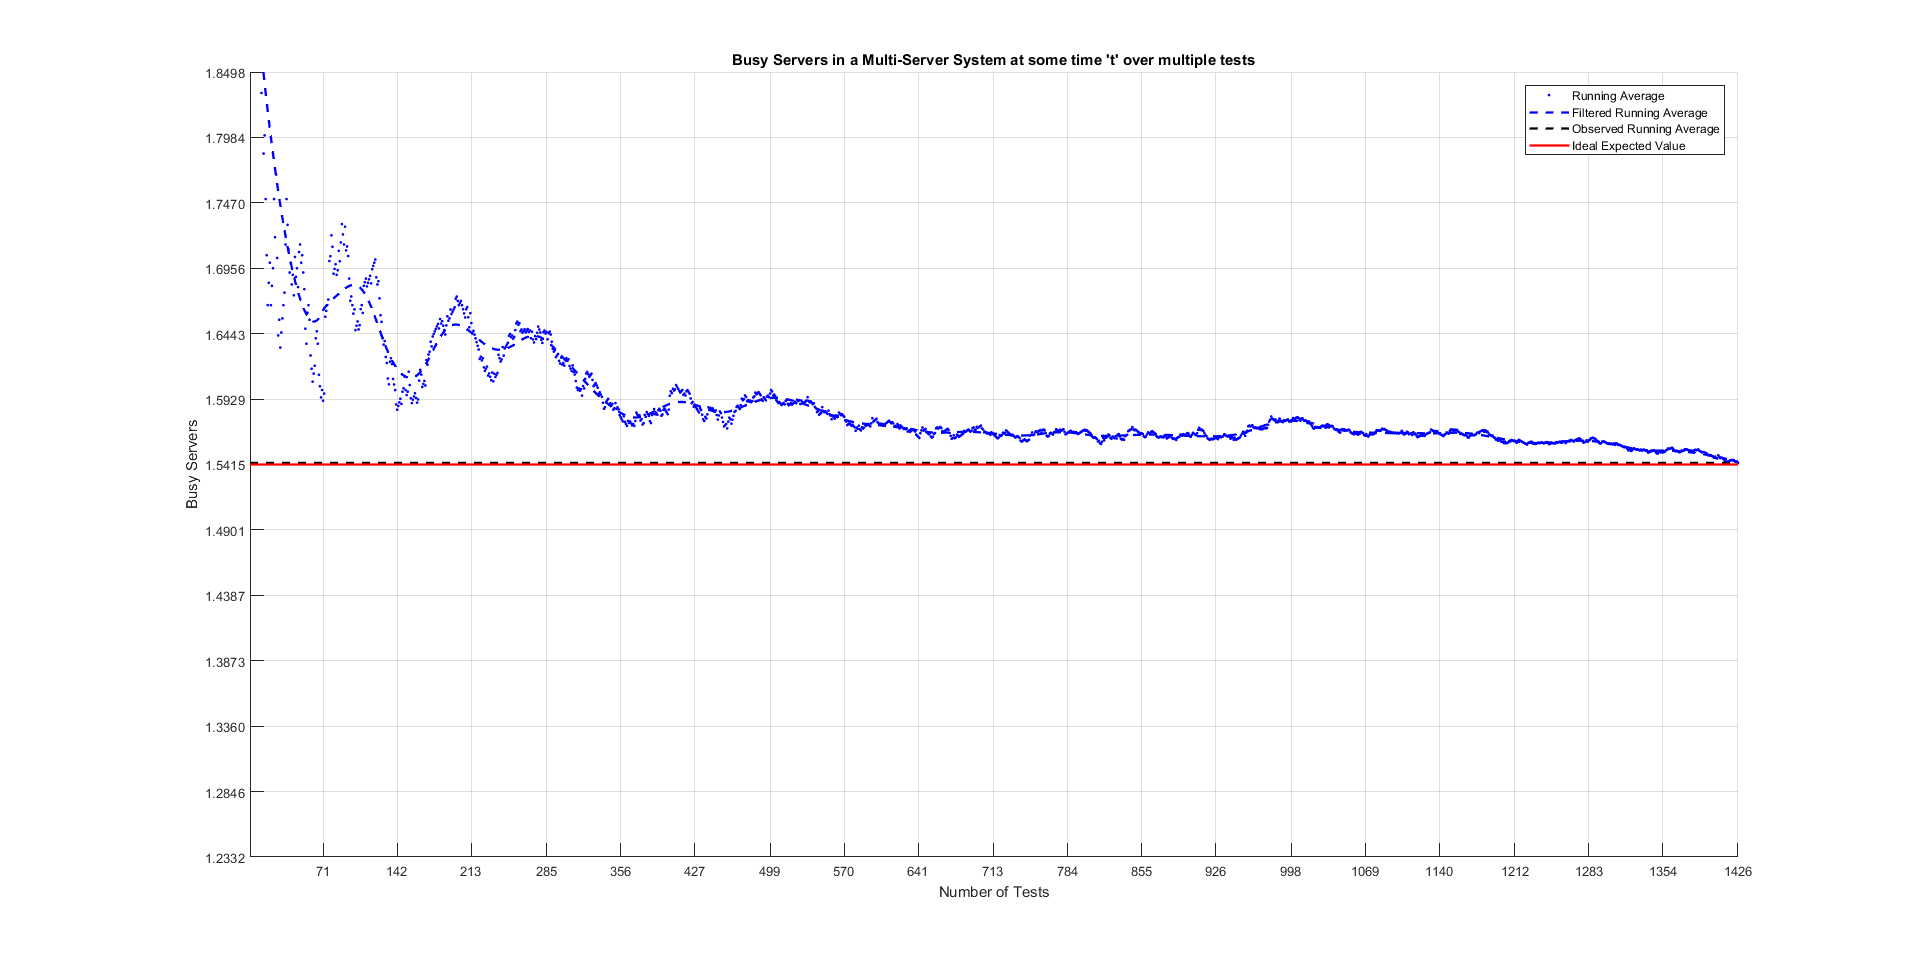 Busy Servers in a Multi-Server System at some time 't' over multiple tests
Running Average
Filtered Running Average
Observed Running Average
Ideal Expected Value
Busy Servers
1.8498
1.7984
1.7470
1.6956
1.6443
1.5929
1.5415
1.4901
1.4387
1.3873
1.3360
1.2846
1.2332
71 142 213 285 356 427 499 570 641 713 784 855 926 998 1069 1140 1212 1283 1354 1426
Number of Tests